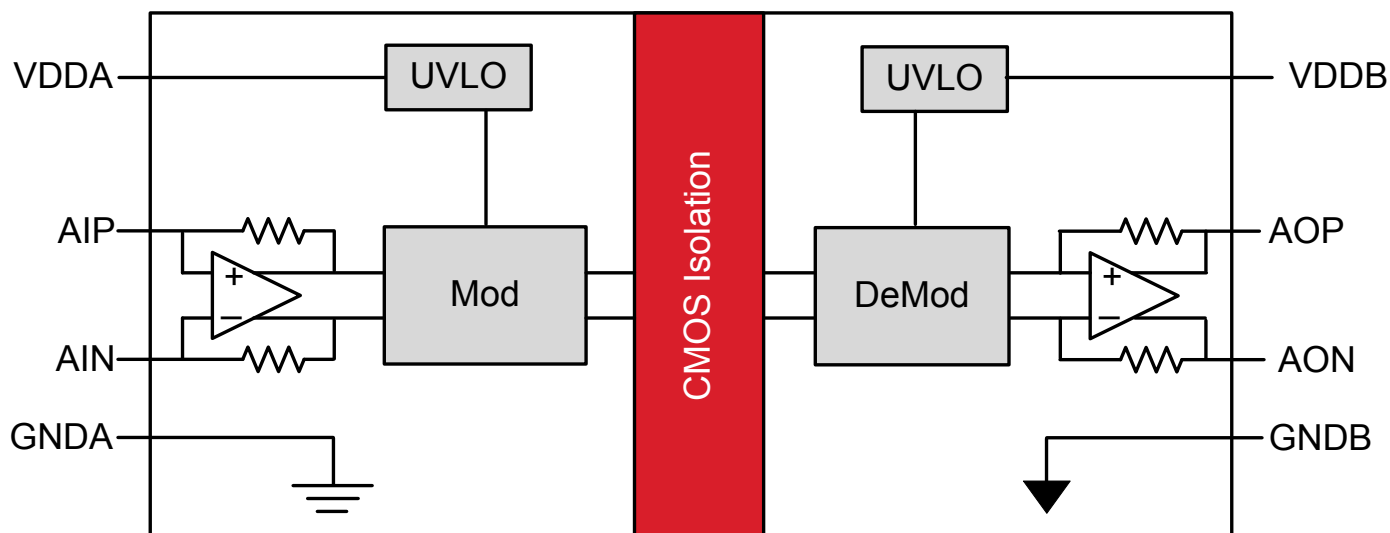 VDDA
UVLO
UVLO
VDDB
AIP
AOP
+
+
Mod
CMOS Isolation
DeMod
−
−
AIN
AON
GNDA
GNDB